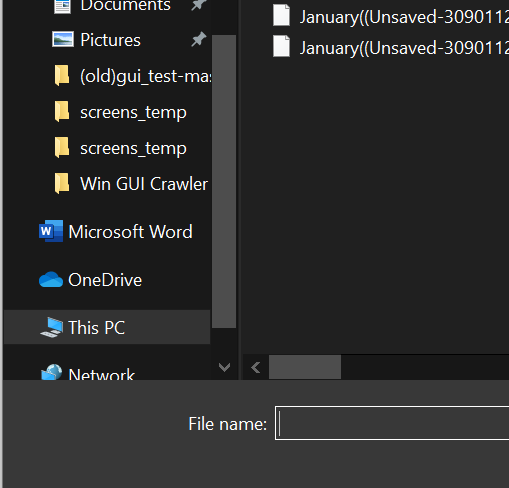 Documents
Pictures
(old)gui_test-mas
screens_temp
screens_temp
Win GUI Crawler
Microsoft Word
OneDrive
This PC
Network
January((Unsaved-3090112
January((Unsaved-3090112
File name: